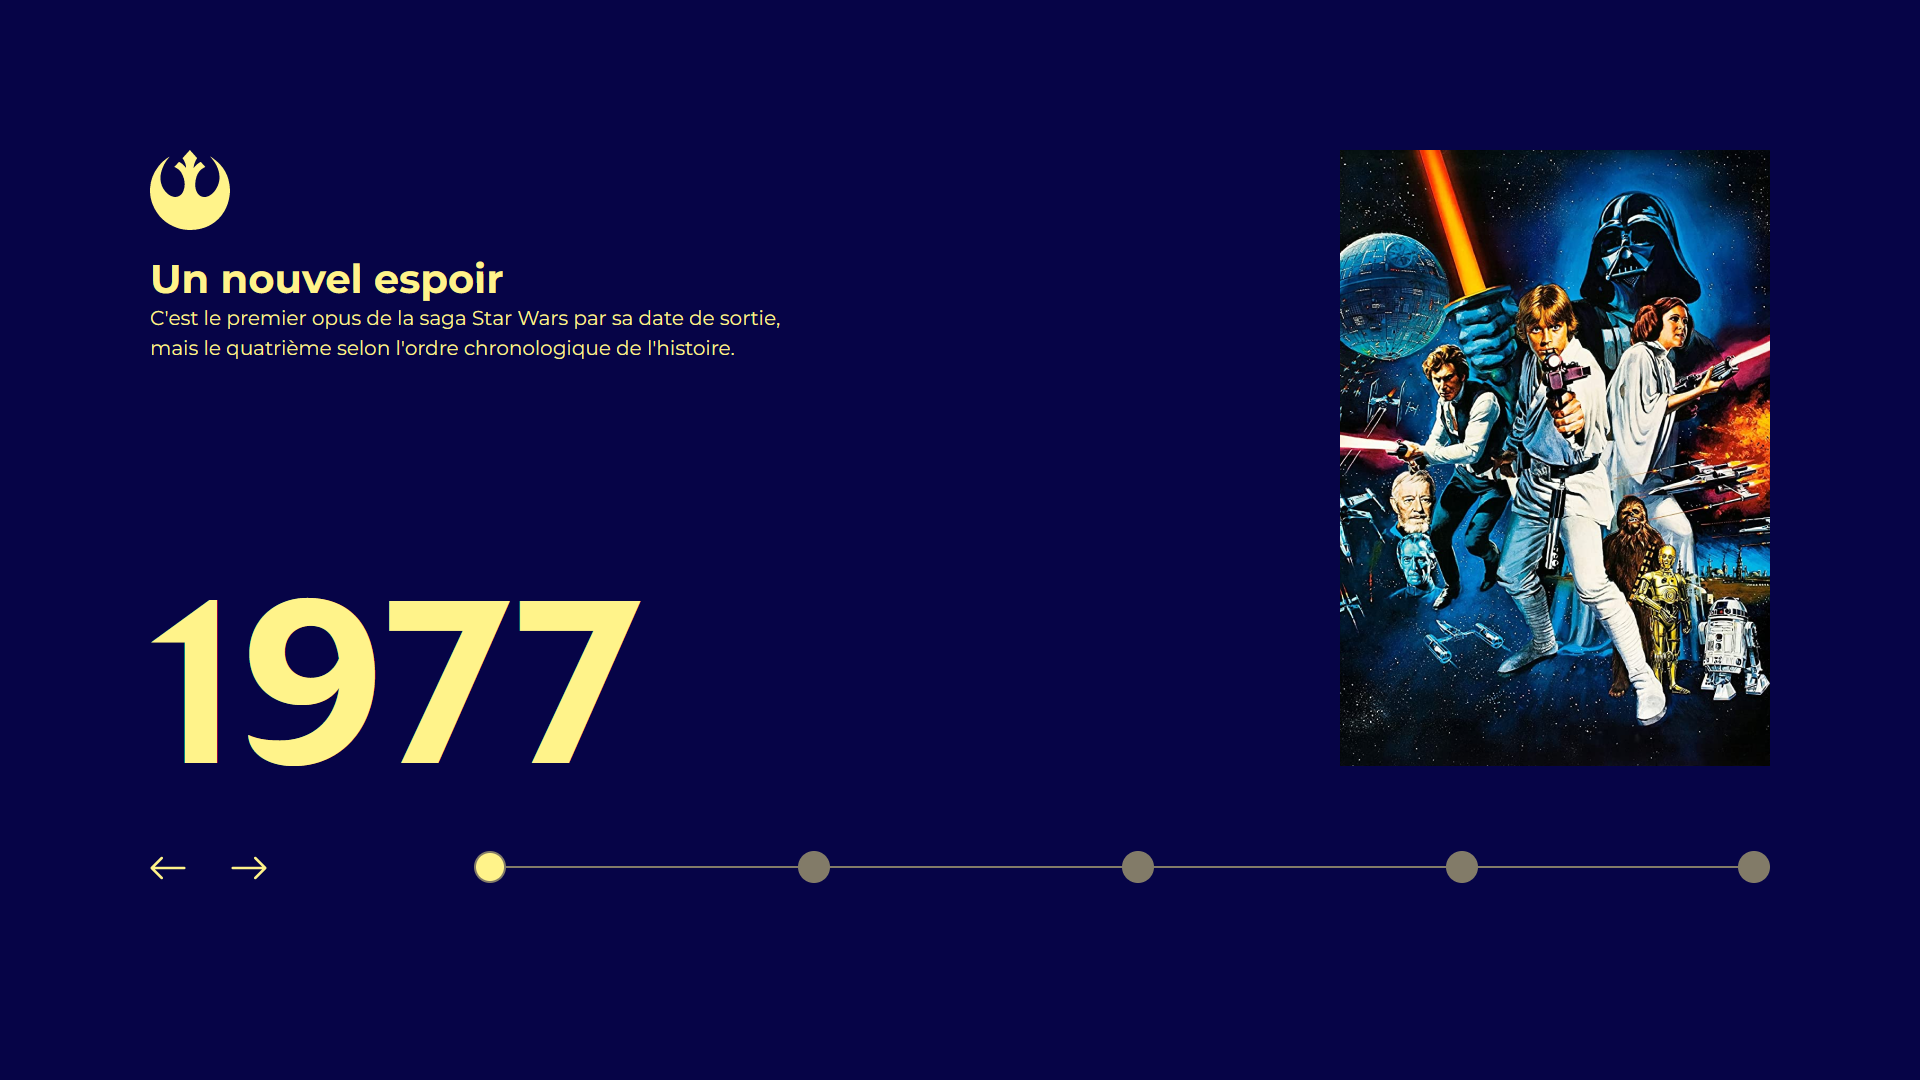 Un nouvel espoir
C'est le premier opus de la saga Star Wars par sa date de sortie,
mais le quatrième selon l'ordre chronologique de l'histoire.
1977